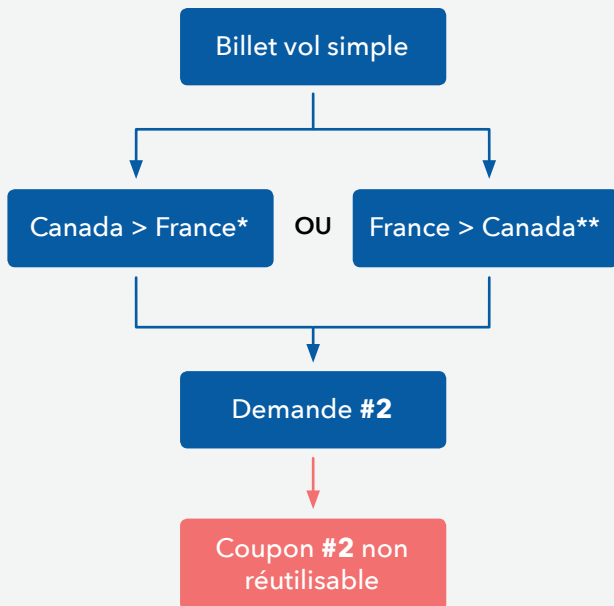 Billet vol simple
Canada > France*
OU
France > Canada**
Demande #2
Coupon #2 non
réutilisable